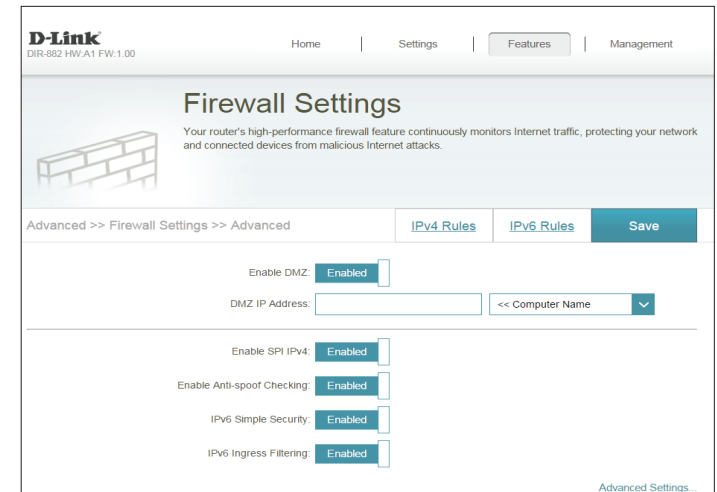 D-Link
DIR-882 HW:A1 FW:1.00
Home Settings Features Management
Firewall Settings
Your router's high-performance firewall feature continuously monitors Internet traffic, protecting your network
and connected devices from malicious Internet attacks.
Advanced >> Firewall Settings >> Advanced IPv4 Rules IPv6 Rules Save
Enable DMZ: Enabled
DMZ IP Address: << Computer Name
Enable SPI IPv4: Enabled
Enable Anti-spoof Checking: Enabled
IPv6 Simple Security: Enabled
IPv6 Ingress Filtering: Enabled
Advanced Settings...